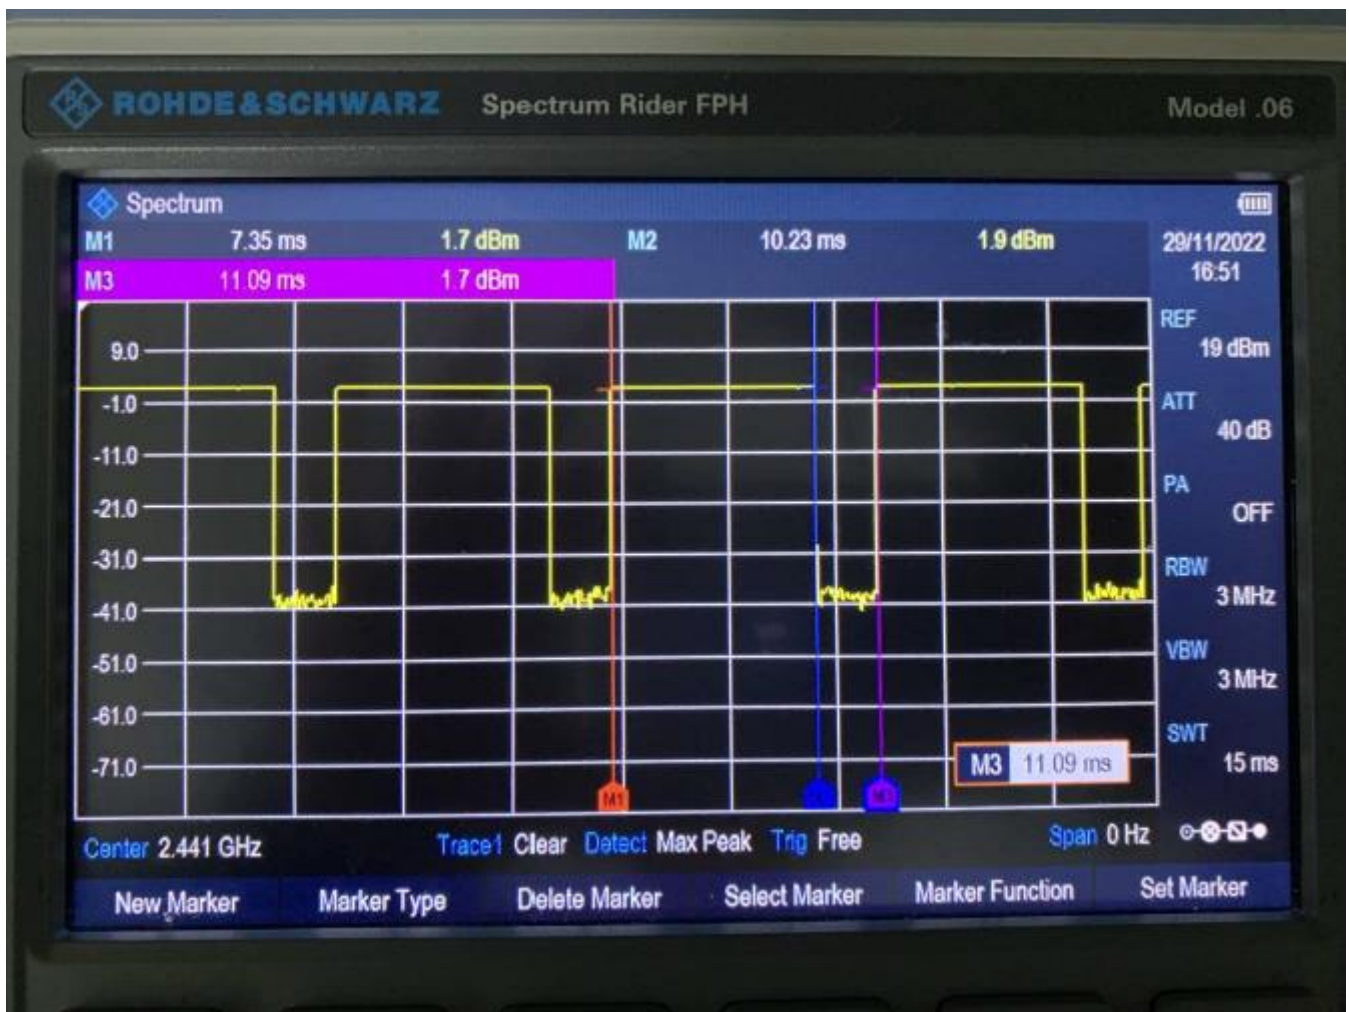 ROHDE&SCHWARZ Spectrum Rider FPH Model .06
Spectrum
M1 7.35 ms 1.7 dBm M2 10.23 ms 1.9 dBm 29/11/2022
M3 11.09 ms 1.7 dBm 16:51
REF
19 dBm
9.0
-1.0
ATT
40 dB
-11.0
-21.0
PA
OFF
-31.0
RBW
3 MHz
-41.0
-51.0
VBW
3 MHz
-61.0
SWT
15 ms
-71.0
M3 11.09 ms
M1
Center 2.441 GHz Trace1 Clear Detect Max Peak Trig Free Span 0 Hz
New Marker Marker Type Delete Marker Select Marker Marker Function Set Marker